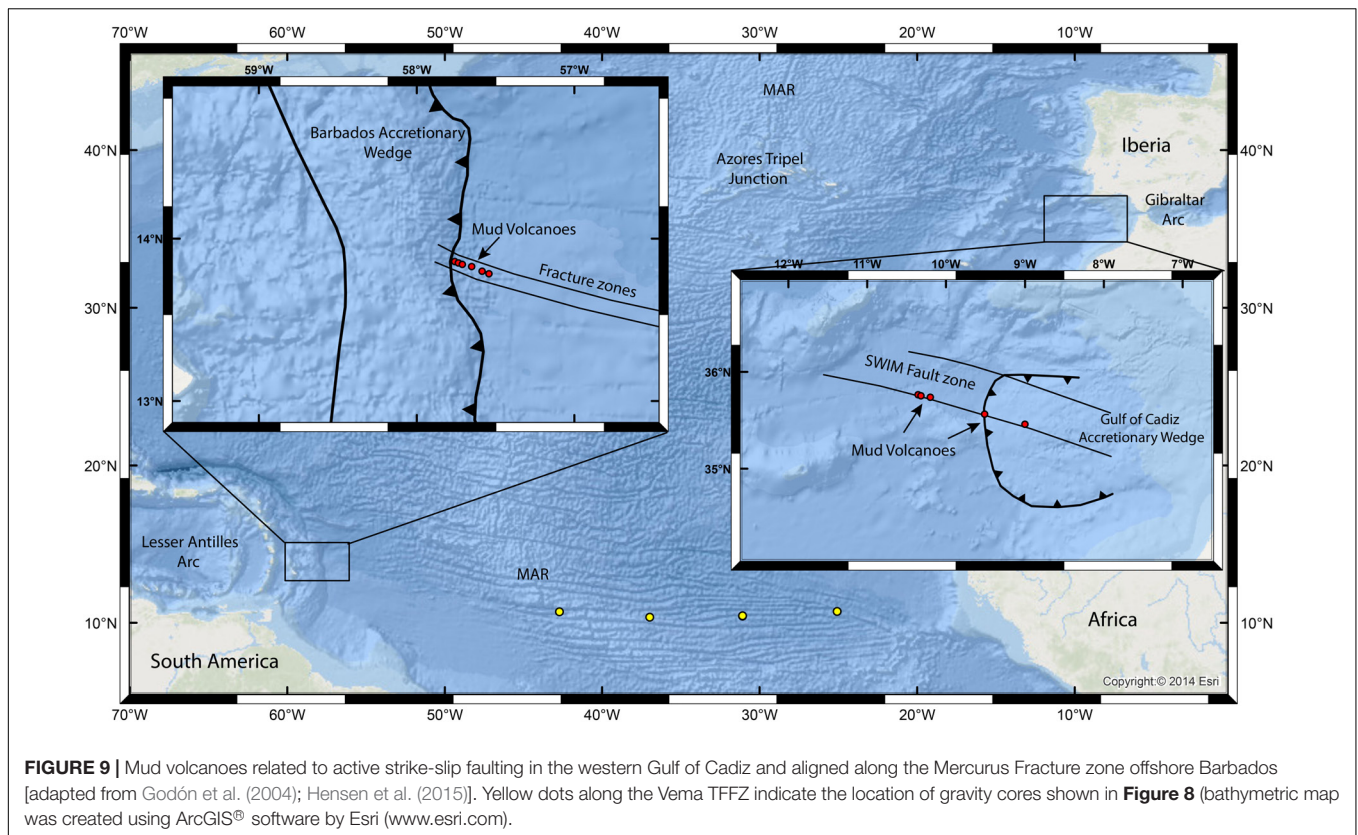 70°W 60°W 50°W 40°W 30°W 20°W 10°W
59°W 58°W 57°W
MAR
Barbados Accretionary
Wedge
40°N
Azores Tripel
Junction
Iberia
40°N
Gibraltar
Arc
14°N
Mud Volcanoes
Fracture zones
12°W 11°W 10°W 9°W 8°W 7°W
30°N
30°N
36°N
SWIM Fault zone
13°N
Gulf of Cadiz
Accretionary Wedge
Mud Volcanoes
35°N
20°N
20°N
Lesser Antilles
Arc
MAR
10°N
10°N
Africa
South America
Copyright:© 2014 Esri
70°W 60°W 50°W 40°W 30°W 20°W 10°W
FIGURE 9 | Mud volcanoes related to active strike-slip faulting in the western Gulf of Cadiz and aligned along the Mercurus Fracture zone offshore Barbados
[adapted from Godón et al. (2004); Hensen et al. (2015)]. Yellow dots along the Vema TFFZ indicate the location of gravity cores shown in Figure 8 (bathymetric map
was created using ArcGIS® software by Esri (www.esri.com).